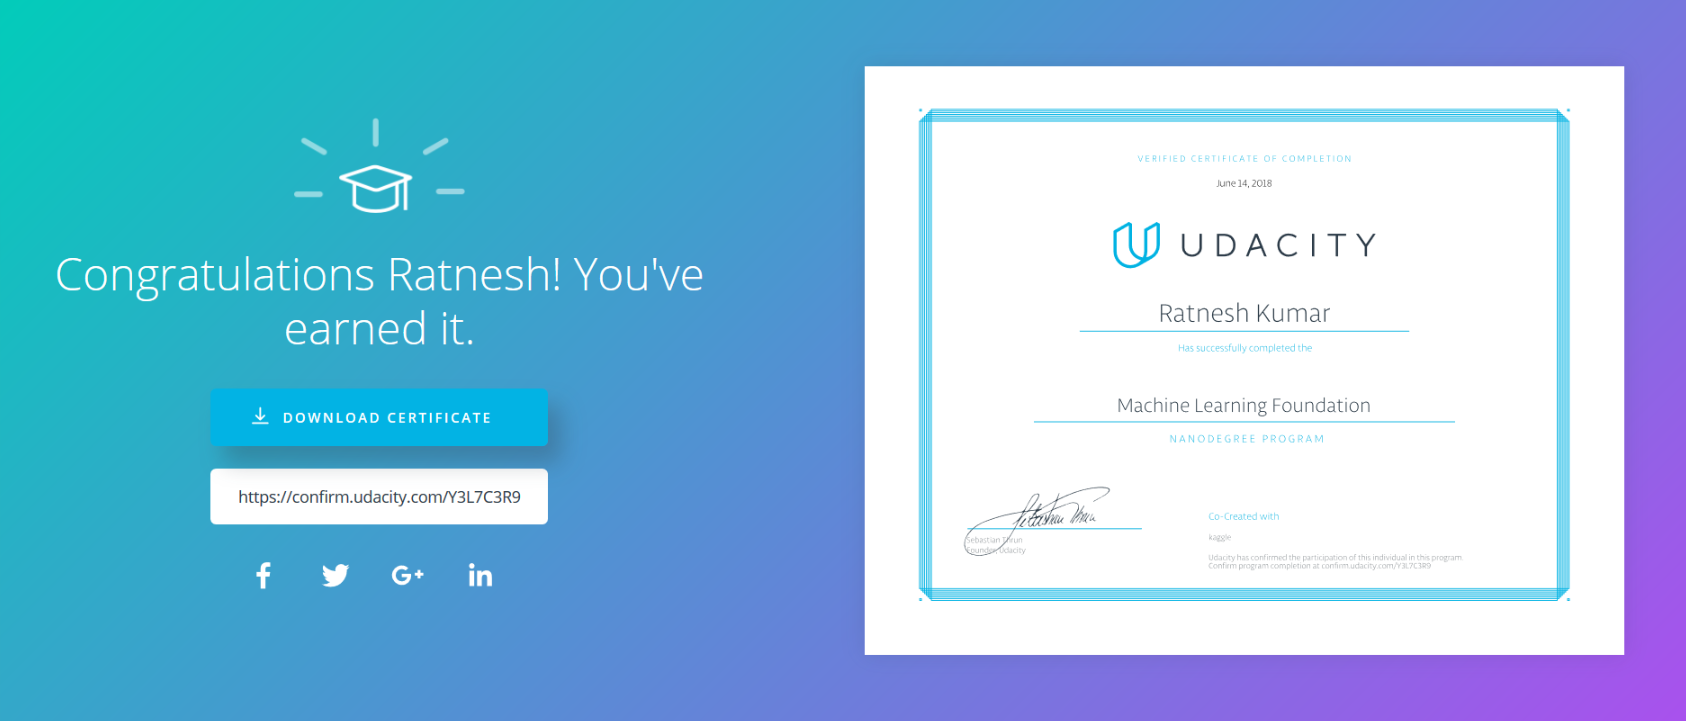 Congratulations Ratnesh! You've
earned it.
DOWNLOAD CERTIFICATE
https://confirm.udacity.com/Y3L7C3R9
VERIFIED CERTIFICATE OF COMPLETION
June 14, 2018
UDACITY
Ratnesh Kumar
Has successfully completed the
Machine Learning Foundation
NANODEGREE PROGRAM
Sebastian Thrun
Sebastian Thrun
Founder, Udacity
Co-Created with
kaggle
Udacity has confirmed the participation of this individual in this program
Confirm program completion at confirm.udacity.com/Y3L7C3R9